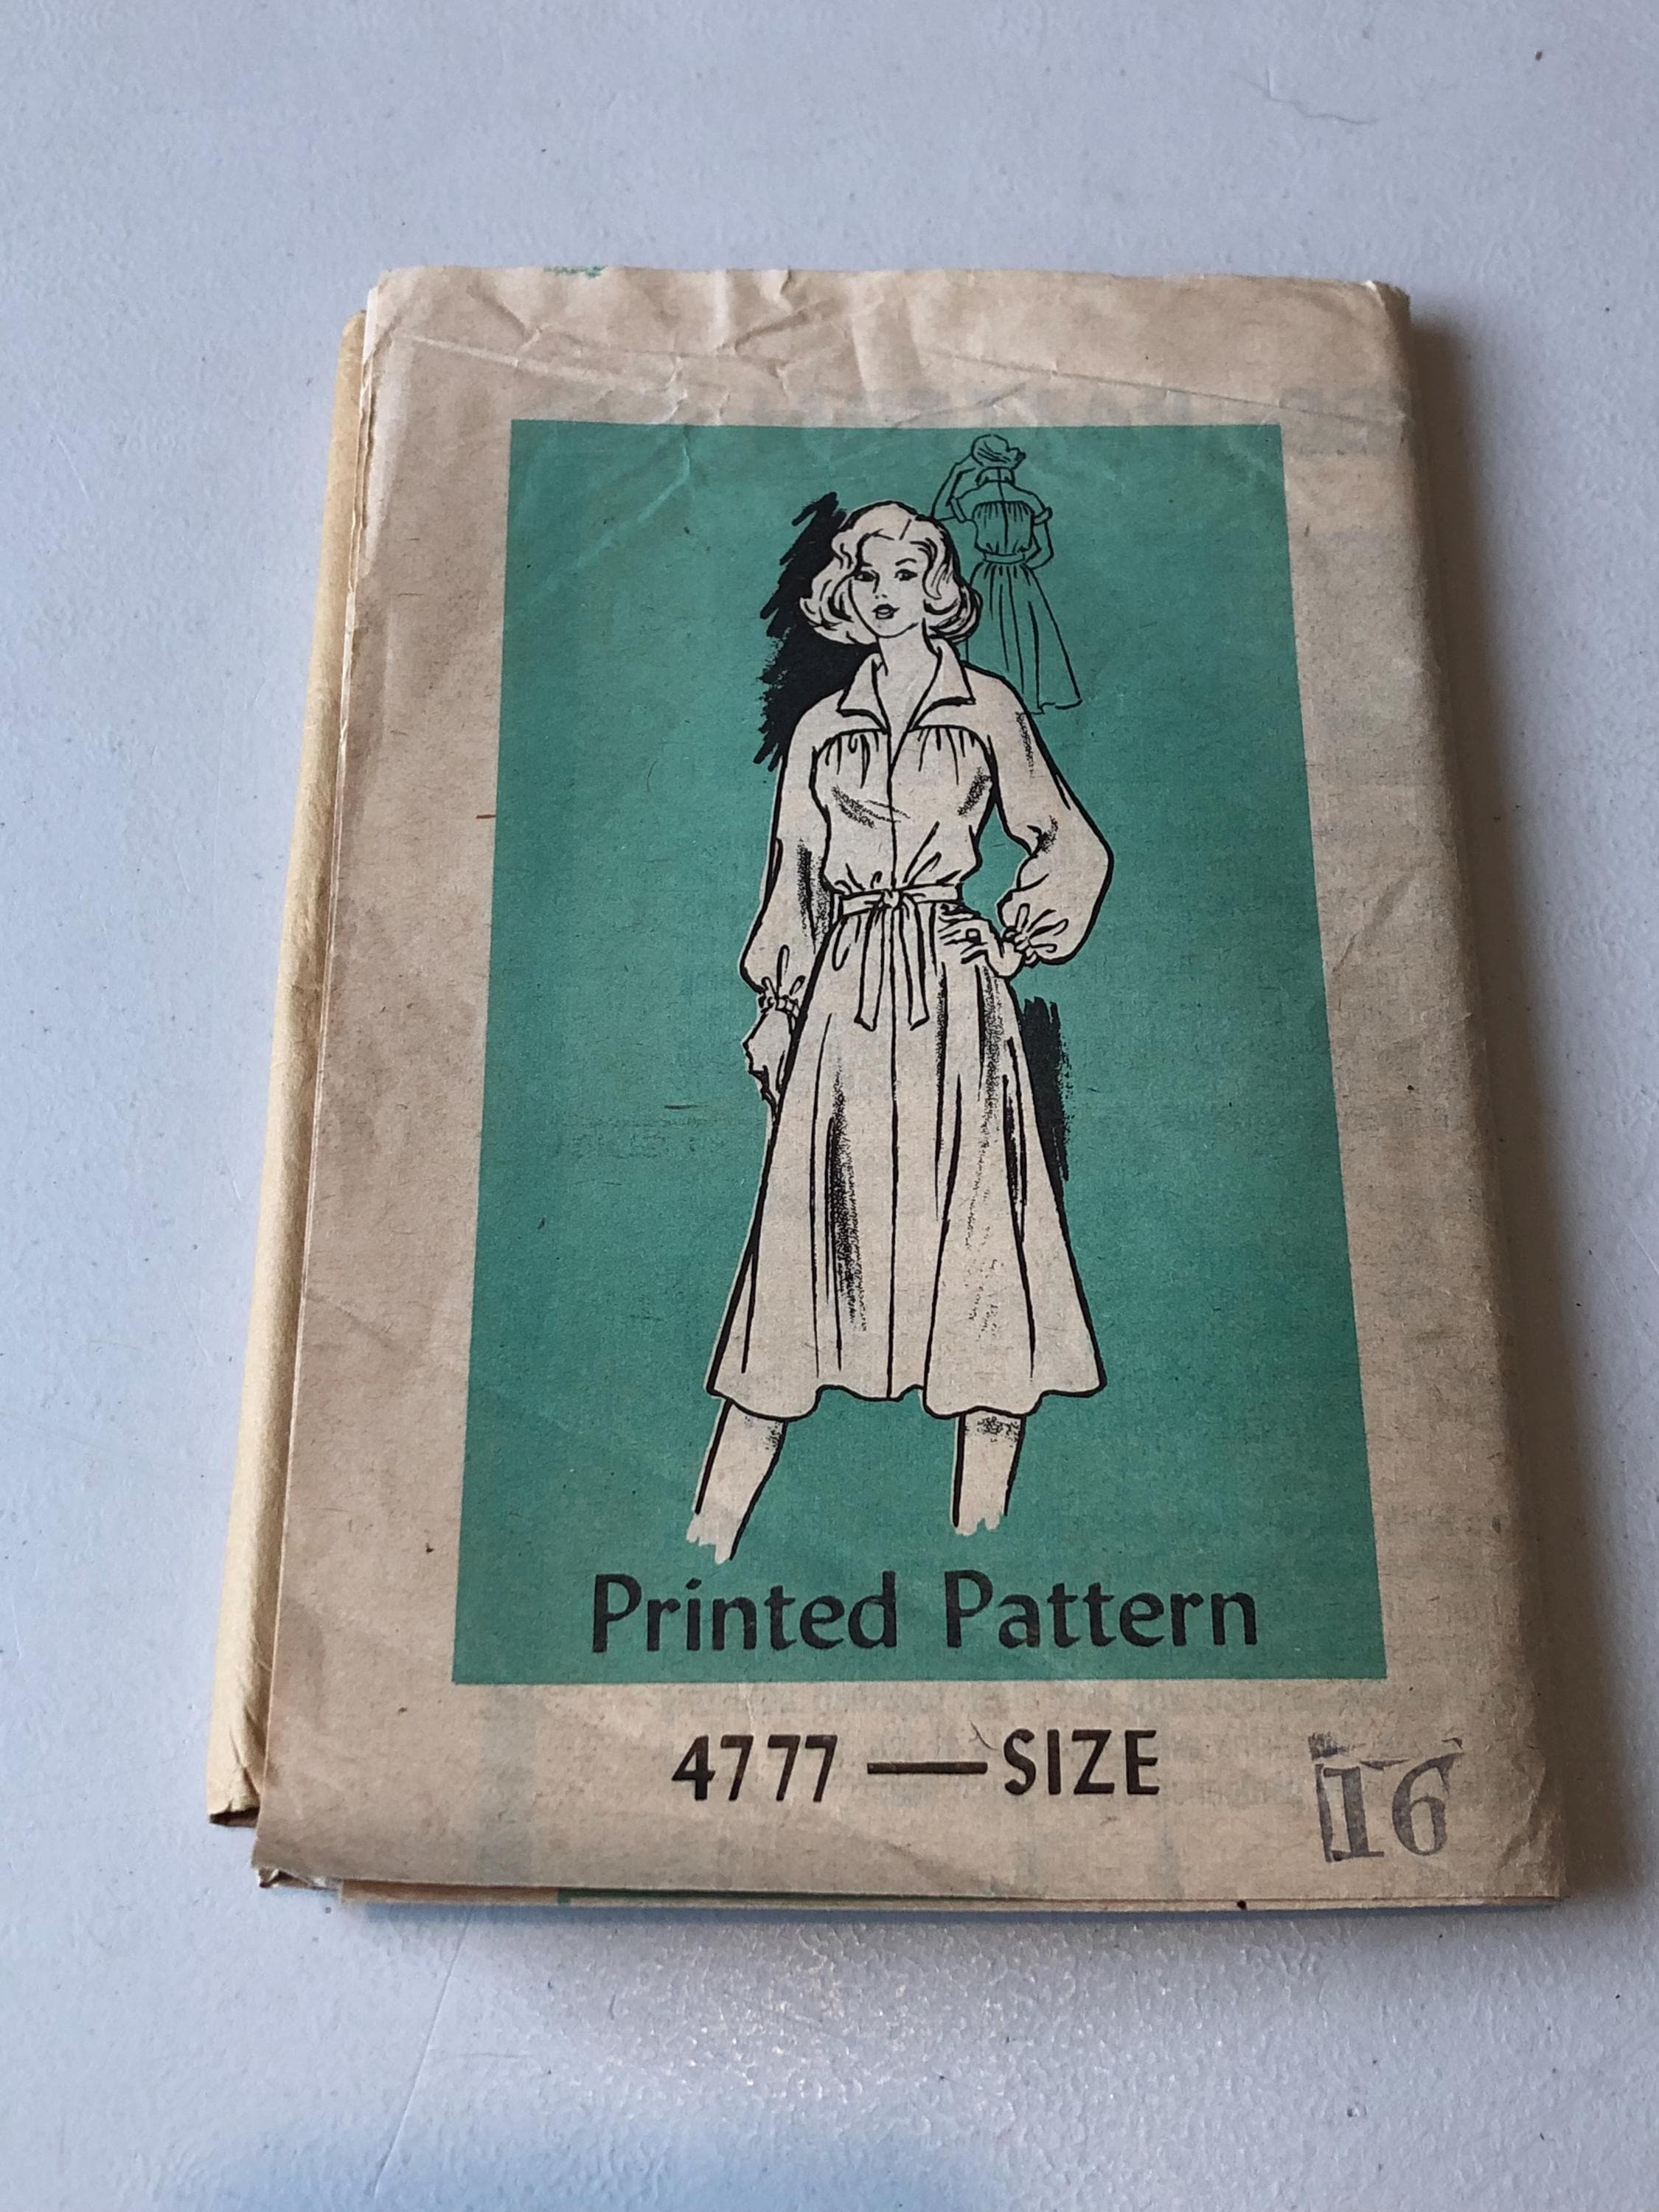 Printed Pattern
4777 — SIZE 16